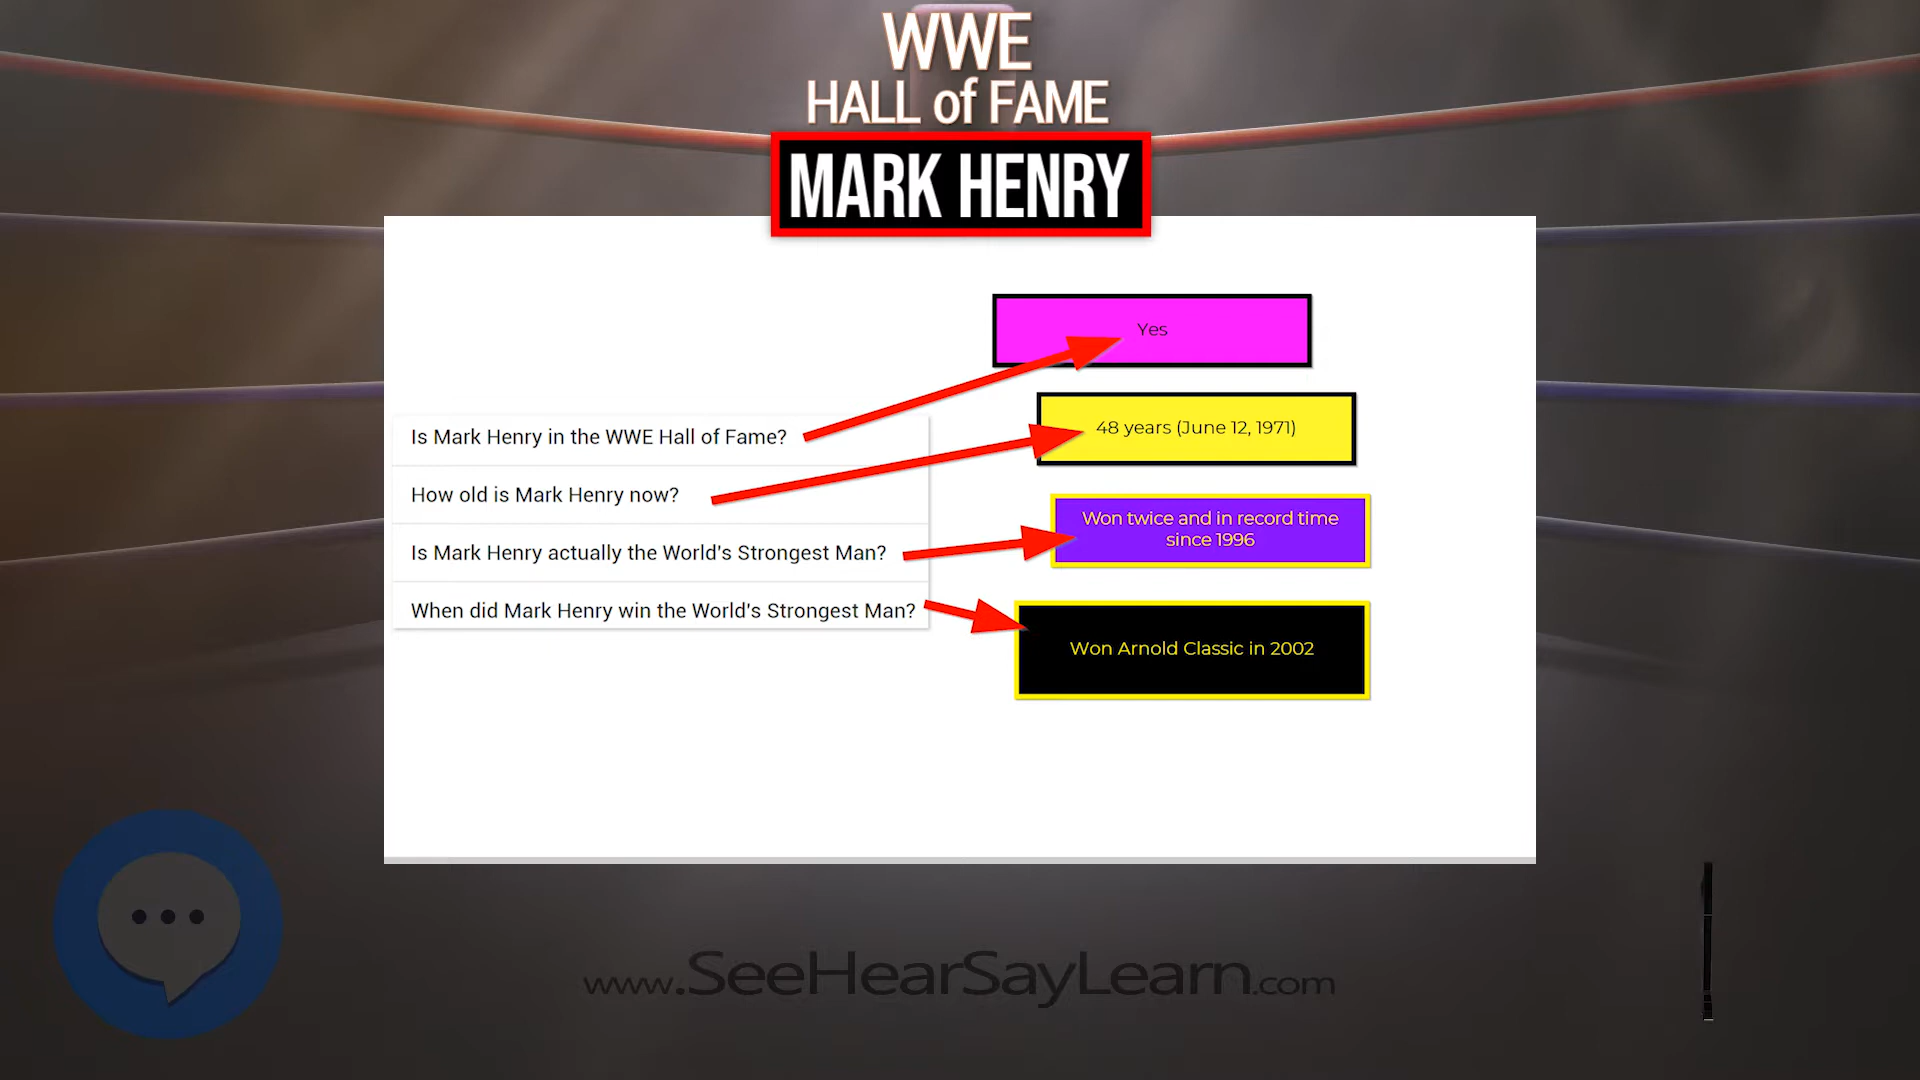 WWE
HALL of FAME
MARK HENRY
Yes
48 years (June 12, 1971)
Is Mark Henry in the WWE Hall of Fame?
How old is Mark Henry now?
Won twice and in record time
since 1996
Is Mark Henry actually the World's Strongest Man?
When did Mark Henry win the World's Strongest Man?
Won Arnold Classic in 2002
www.SeeHearSayLearn.com